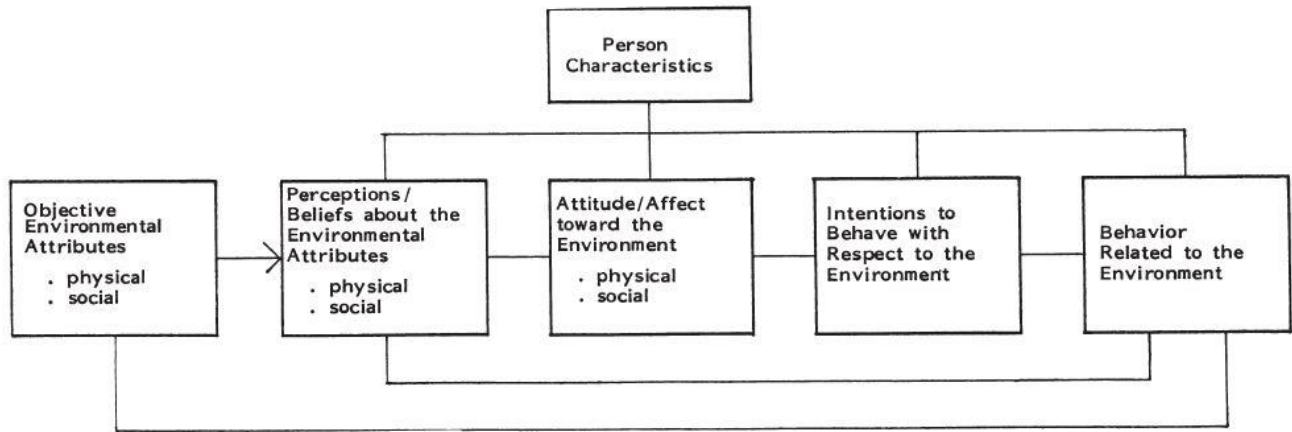 Person
Characteristics
Objective
Environmental
Attributes
. physical
. social
Perceptions/
Beliefs about the
Environmental
Attributes
. physical
. social
Attitude/Affect
toward the
Environment
. physical
. social
Intentions to
Behave with
Respect to the
Environment
Behavior
Related to the
Environment